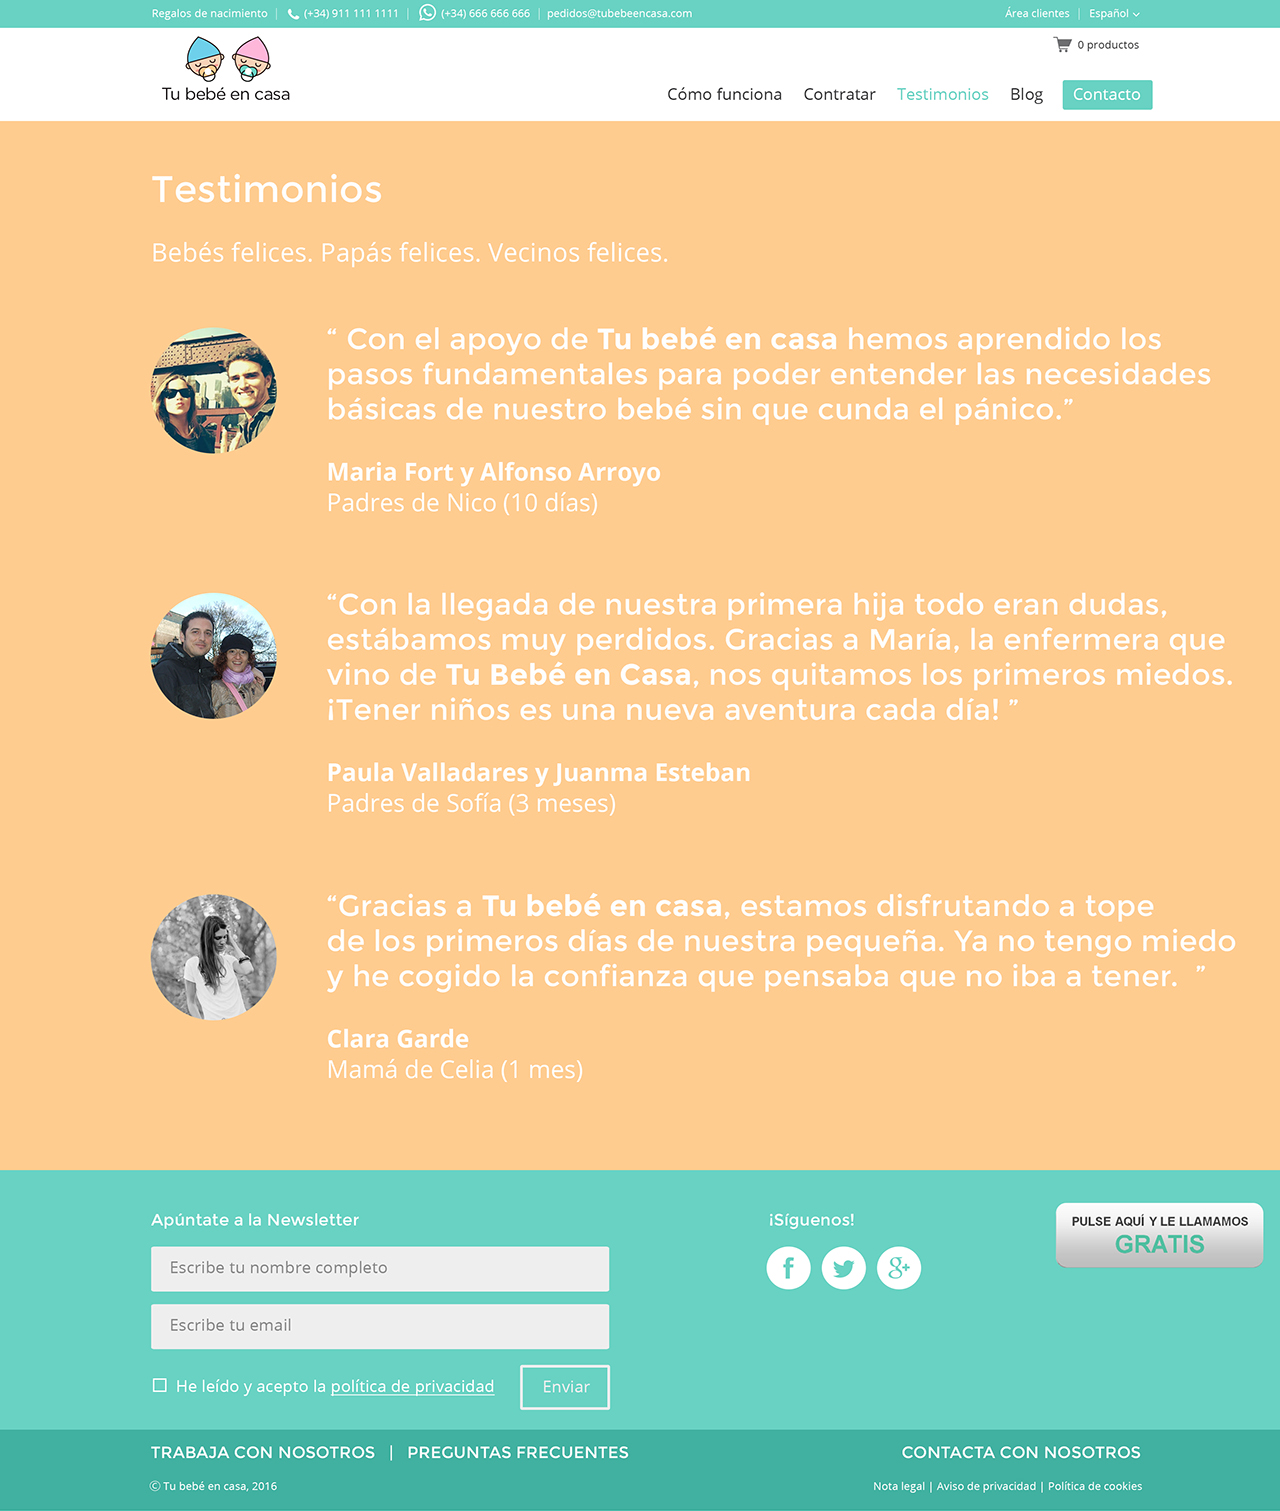 Regalos de nacimiento | (+34) 911 111 1111 | (+34) 666 666 666 | pedidos@tubebeencasa.com
Área clientes | Español
0 productos
Tu bebé en casa
Cómo funciona Contratar Testimonios Blog Contacto
Testimonios
Bebés felices. Papás felices. Vecinos felices.
“ Con el apoyo de Tu bebé en casa hemos aprendido los
pasos fundamentales para poder entender las necesidades
básicas de nuestro bebé sin que cunda el pánico.”
Maria Fort y Alfonso Arroyo
Padres de Nico (10 días)
“Con la llegada de nuestra primera hija todo eran dudas,
estábamos muy perdidos. Gracias a María, la enfermera que
vino de Tu Bebé en Casa, nos quitamos los primeros miedos.
¡Tener niños es una nueva aventura cada día! ”
Paula Valladares y Juanma Esteban
Padres de Sofía (3 meses)
“Gracias a Tu bebé en casa, estamos disfrutando a tope
de los primeros días de nuestra pequeña. Ya no tengo miedo
y he cogido la confianza que pensaba que no iba a tener. ”
Clara Garde
Mamá de Celia (1 mes)
Apúntate a la Newsletter
Escribe tu nombre completo
Escribe tu email
He leído y acepto la política de privacidad
Enviar
¡Síguenos!
f g+
PULSE AQUÍ Y LE LLAMAMOS
GRATIS
TRABAJA CON NOSOTROS | PREGUNTAS FRECUENTES
CONTACTA CON NOSOTROS
© Tu bebé en casa, 2016
Nota legal | Aviso de privacidad | Política de cookies